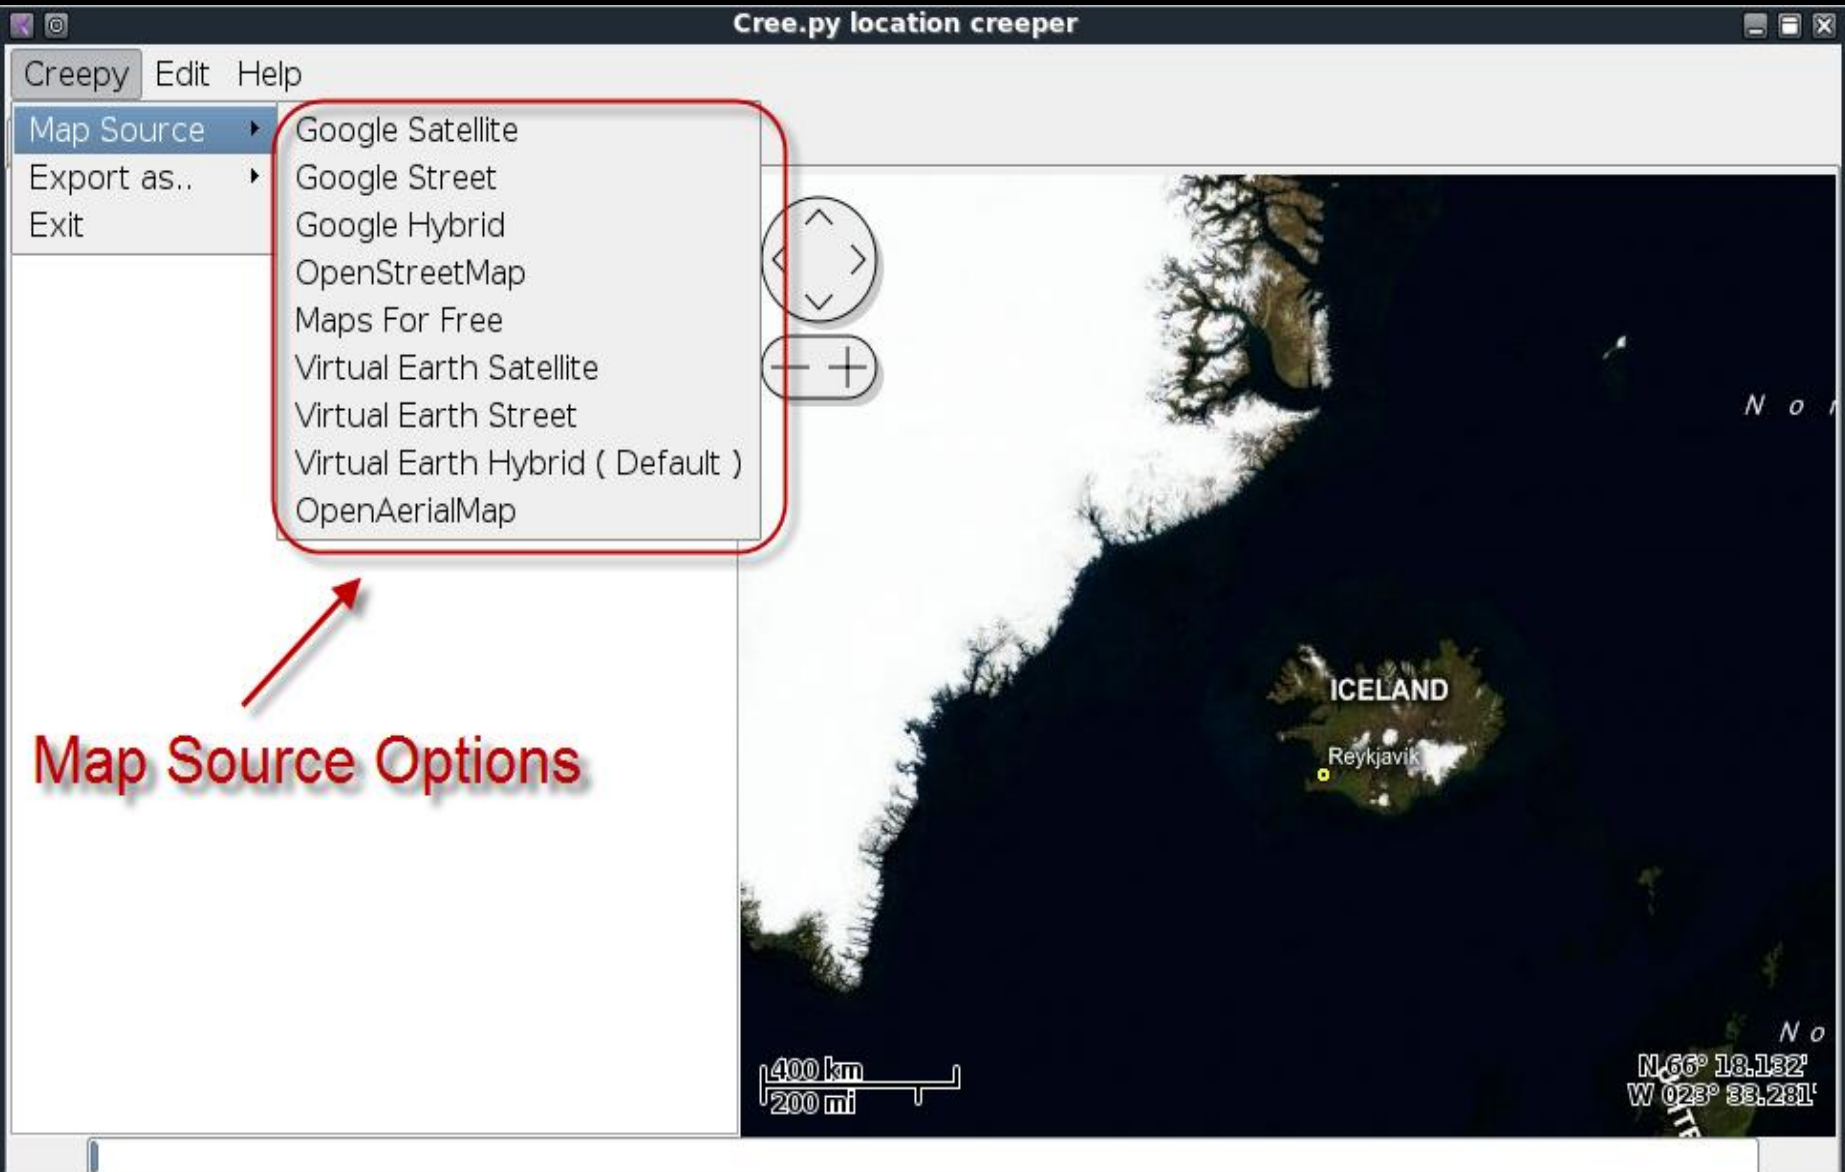 Cree.py location creeper
Creepy Edit Help
Map Source
Export as..
Exit
Google Satellite
Google Street
Google Hybrid
OpenStreetMap
Maps For Free
Virtual Earth Satellite
Virtual Earth Street
Virtual Earth Hybrid ( Default )
OpenAerialMap
Map Source Options
N o r
ICELAND
Reykjavik
N o
400 km
200 mi
N 66° 18.132'
W 023° 33.281'